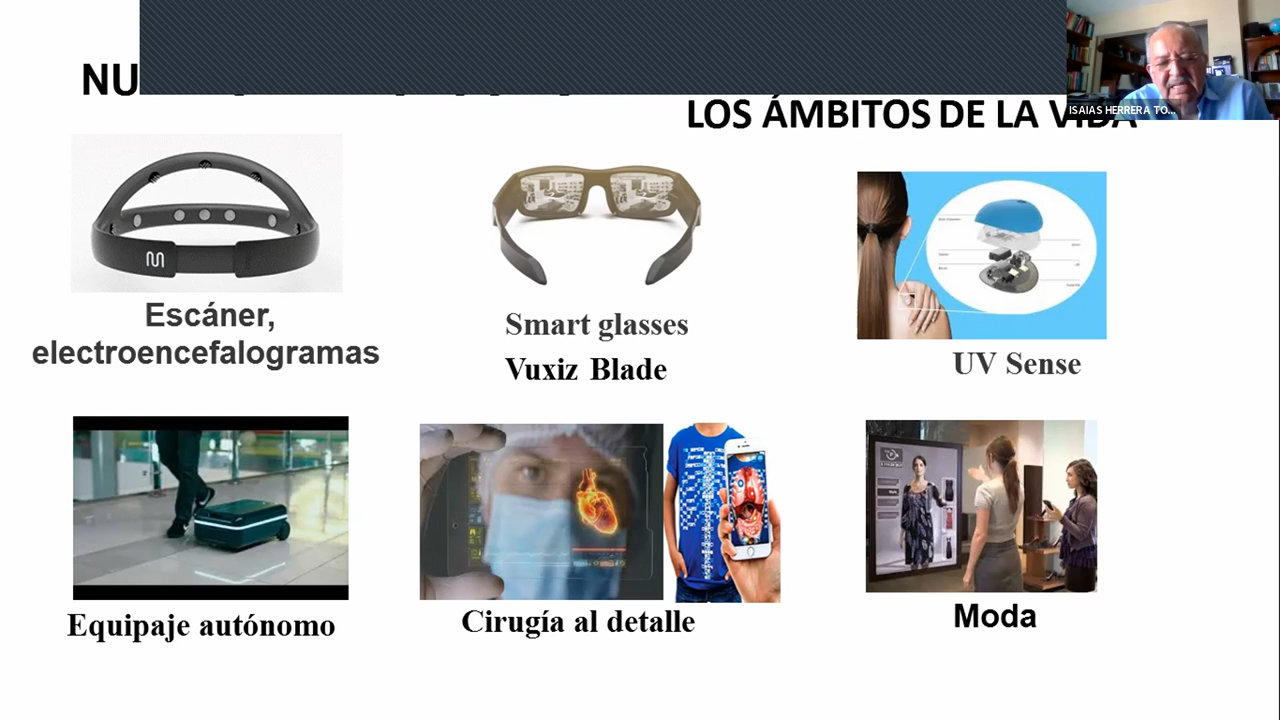 ISAIAS HERRERA TO...
NU
LOS ÁMBITOS DE LA VIDA
Escáner,
electroencefalogramas
Smart glasses
Vuxiz Blade
UV Sense
Equipaje autónomo
Cirugía al detalle
Moda